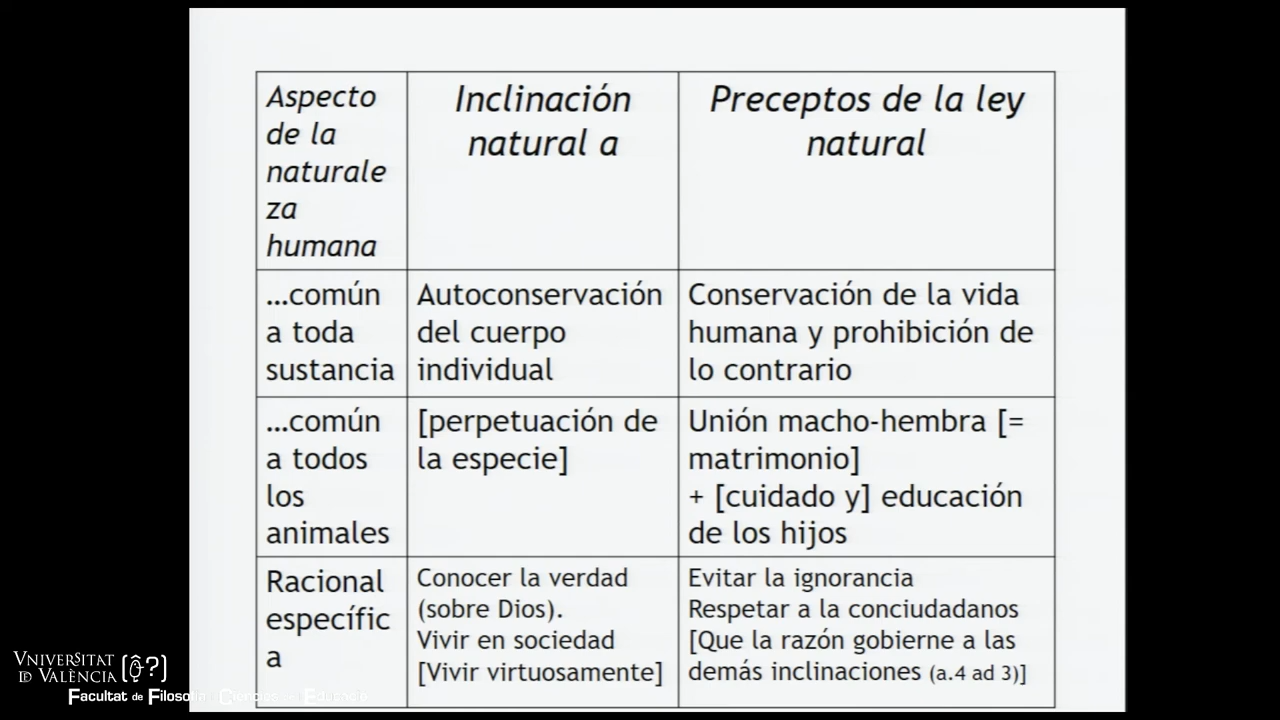 Aspecto
de la
naturale
za
humana
Inclinación
natural a
Preceptos de la ley
natural
...común
a toda
sustancia
Autoconservación
del cuerpo
individual
Conservación de la vida
humana y prohibición de
lo contrario
...común
a todos
los
animales
[perpetuación de
la especie]
Unión macho-hembra [=
matrimonio]
+ [cuidado y] educación
de los hijos
Racional
específic
a
Conocer la verdad
(sobre Dios).
Vivir en sociedad
[Vivir virtuosamente]
Evitar la ignorancia
Respetar a la conciudadanos
[Que la razón gobierne a las
demás inclinaciones (a.4 ad 3)]
VNIVERSITAT
DE VALÈNCIA
Facultat de Filosofia i Ciències de l'Educació